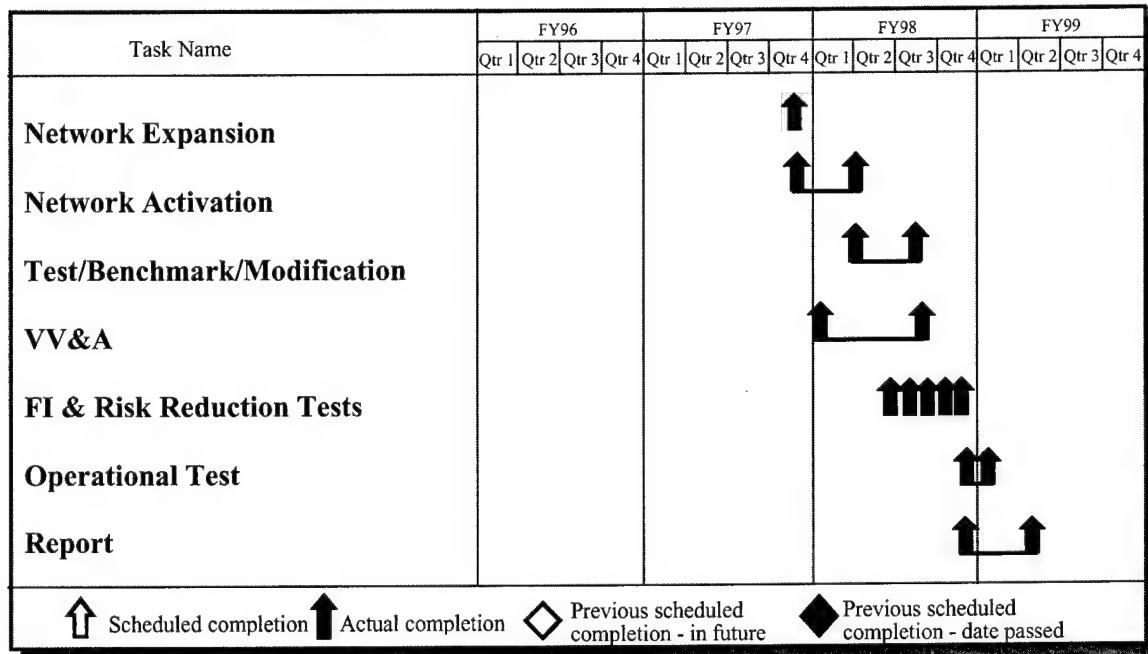 Task Name
FY96 FY97 FY98 FY99
Qtr 1 Qtr 2 Qtr 3 Qtr 4 Qtr 1 Qtr 2 Qtr 3 Qtr 4 Qtr 1 Qtr 2 Qtr 3 Qtr 4 Qtr 1 Qtr 2 Qtr 3 Qtr 4
Network Expansion
Network Activation
Test/Benchmark/Modification
VV&A
FI & Risk Reduction Tests
Operational Test
Report
Scheduled completion Actual completion Previous scheduled
completion - in future
Previous scheduled
completion - date passed